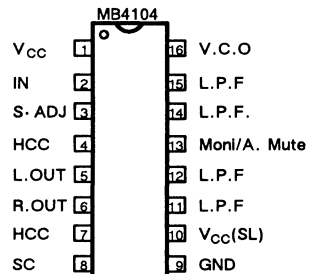 MB4104
VCC 1 16 V.C.O
IN 2 15 L.P.F
S·ADJ 3 14 L.P.F.
HCC 4 13 Moni/A. Mute
L.OUT 5 12 L.P.F
R.OUT 6 11 L.P.F
HCC 7 10 VCC(SL)
SC 8 9 GND